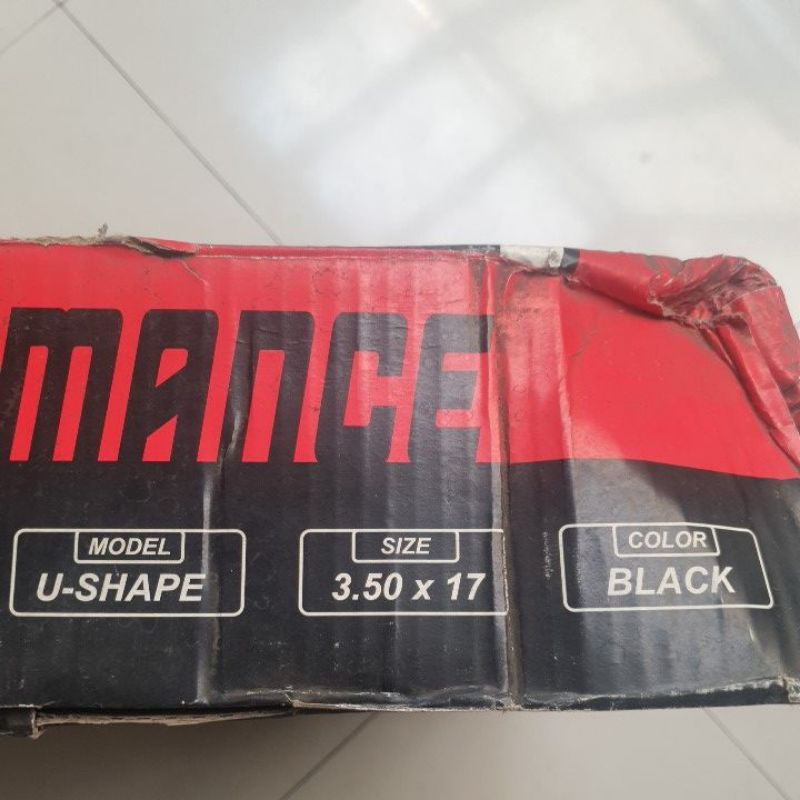 MANCE
MODEL
U-SHAPE
SIZE
3.50 x 17
COLOR
BLACK